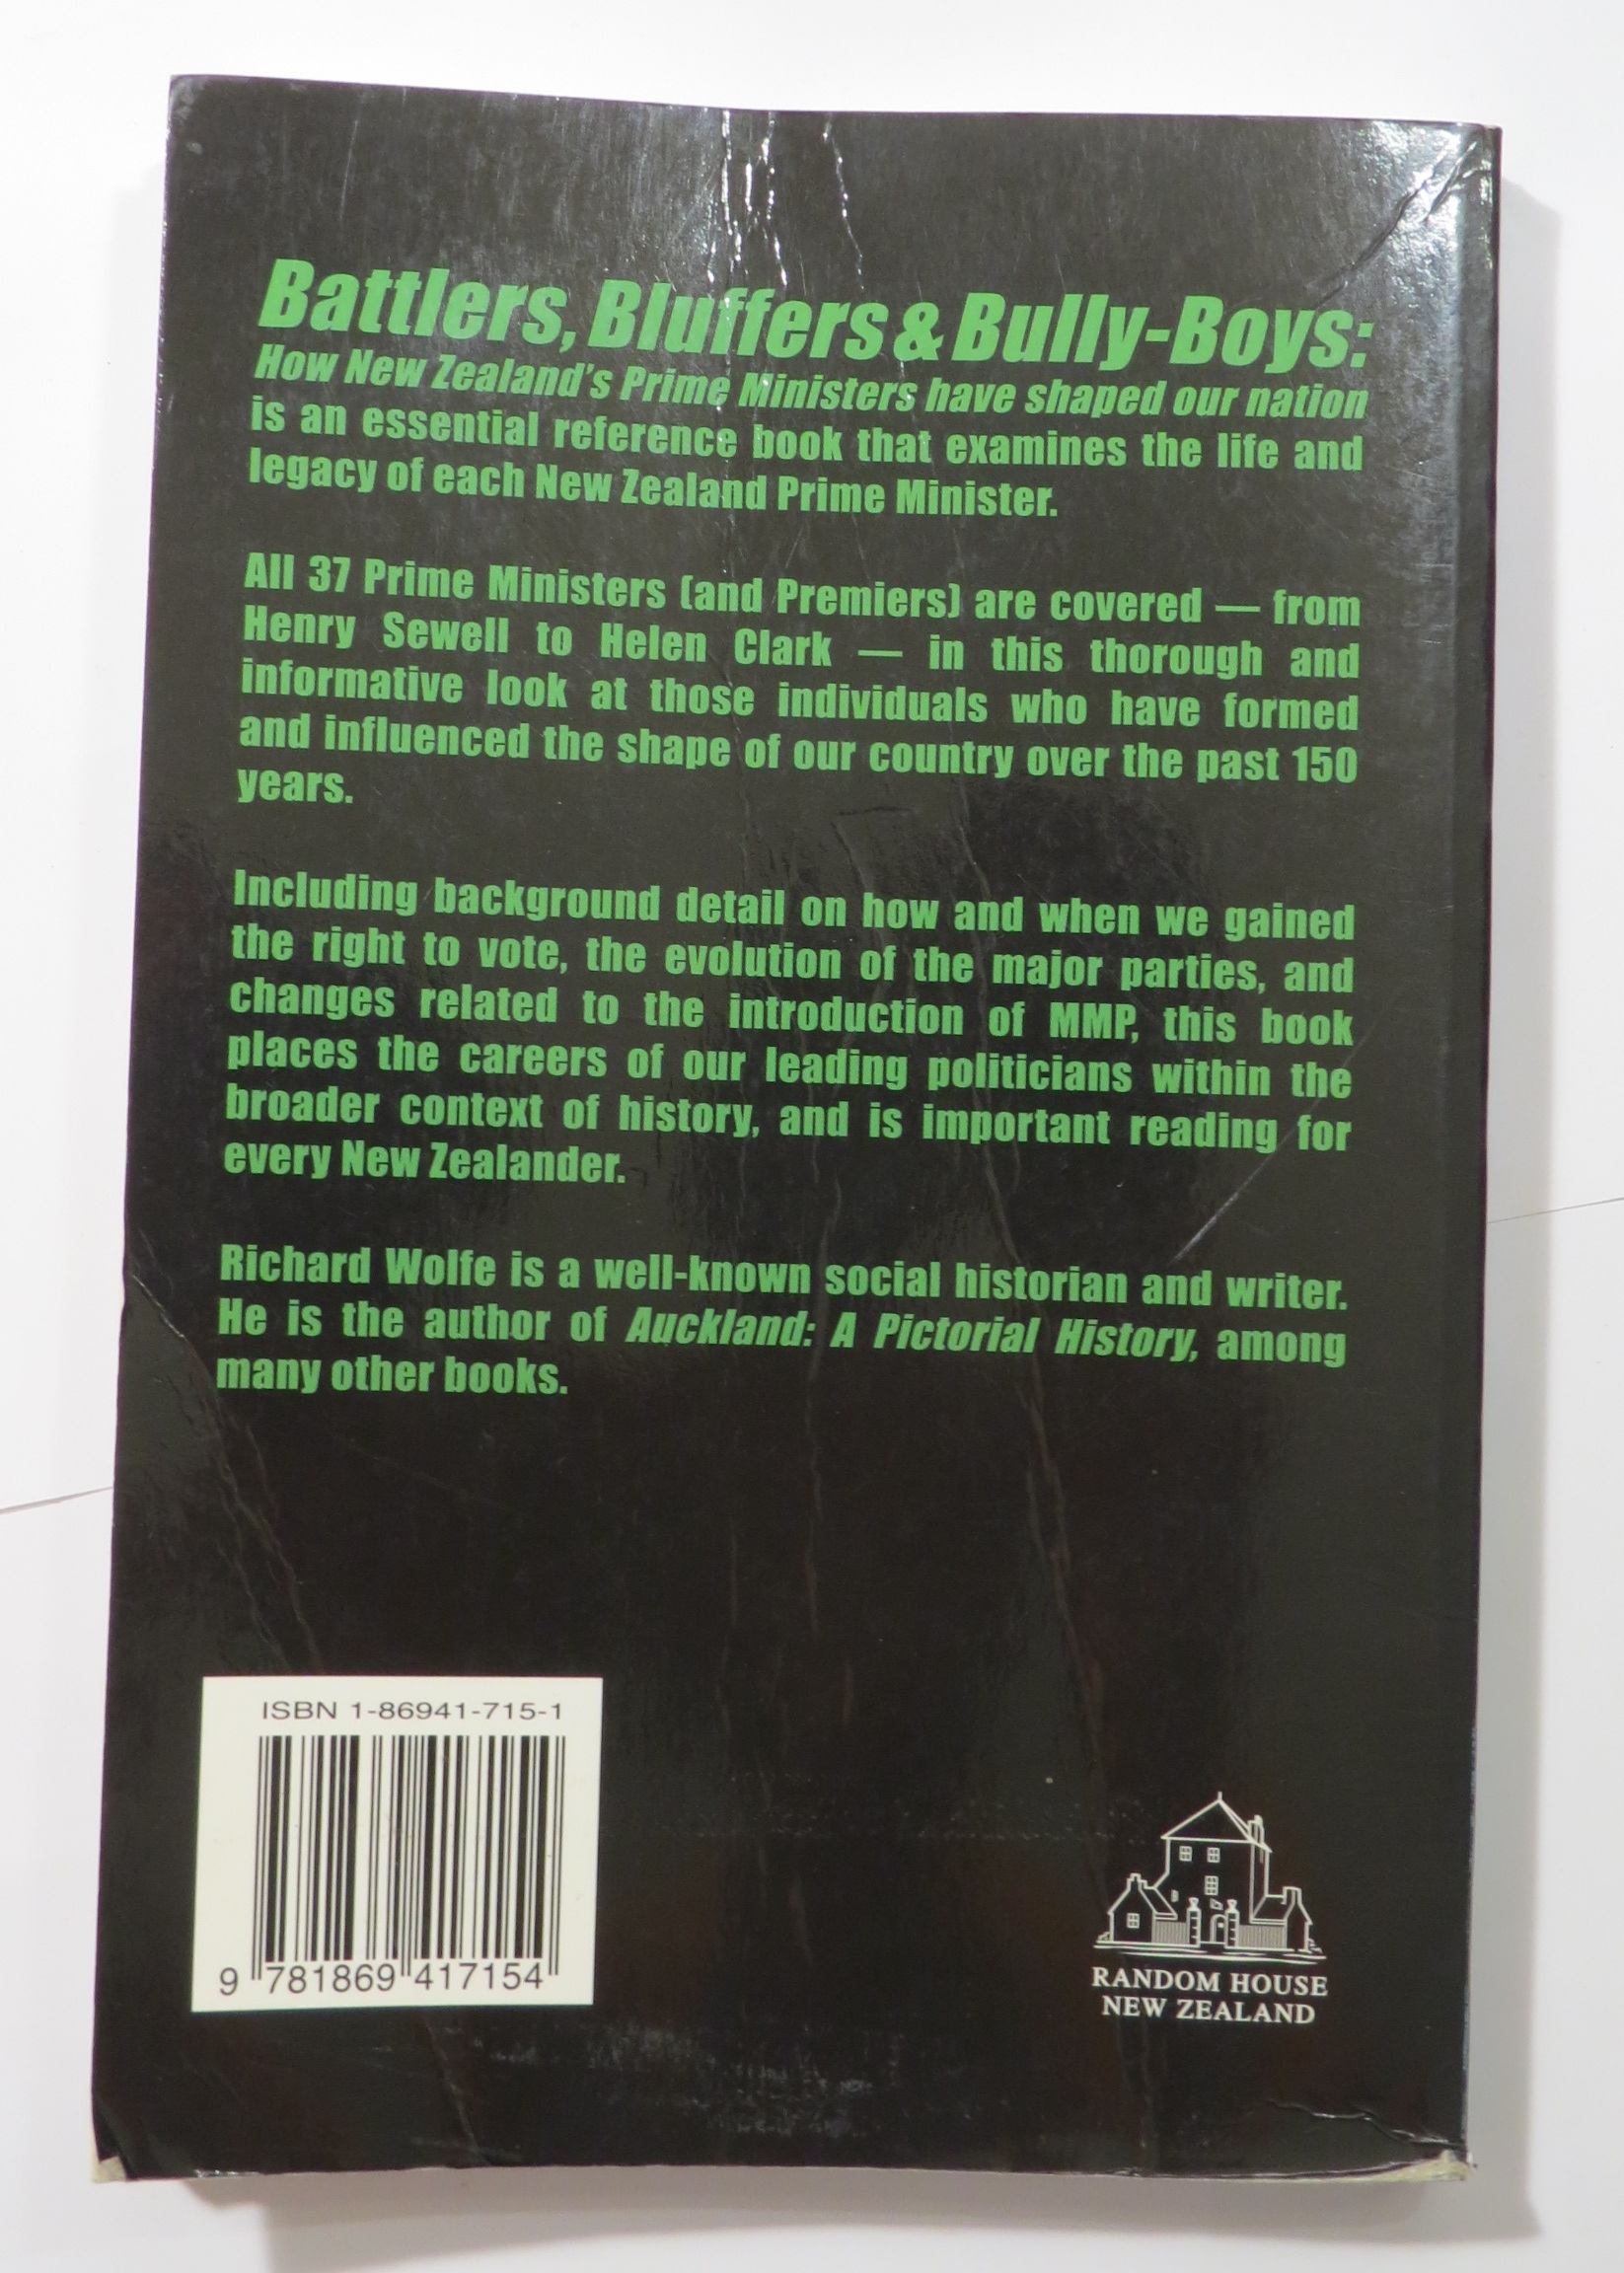 Battlers, Bluffers & Bully-Boys:
How New Zealand's Prime Ministers have shaped our nation
is an essential reference book that examines the life and
legacy of each New Zealand Prime Minister.
All 37 Prime Ministers (and Premiers) are covered — from
Henry Sewell to Helen Clark — in this thorough and
informative look at those individuals who have formed
and influenced the shape of our country over the past 150
years.
Including background detail on how and when we gained
the right to vote, the evolution of the major parties, and
changes related to the introduction of MMP, this book
places the careers of our leading politicians within the
broader context of history, and is important reading for
every New Zealander.
Richard Wolfe is a well-known social historian and writer.
He is the author of Auckland: A Pictorial History, among
many other books.
ISBN 1-86941-715-1
9 781869 417154
RANDOM HOUSE
NEW ZEALAND